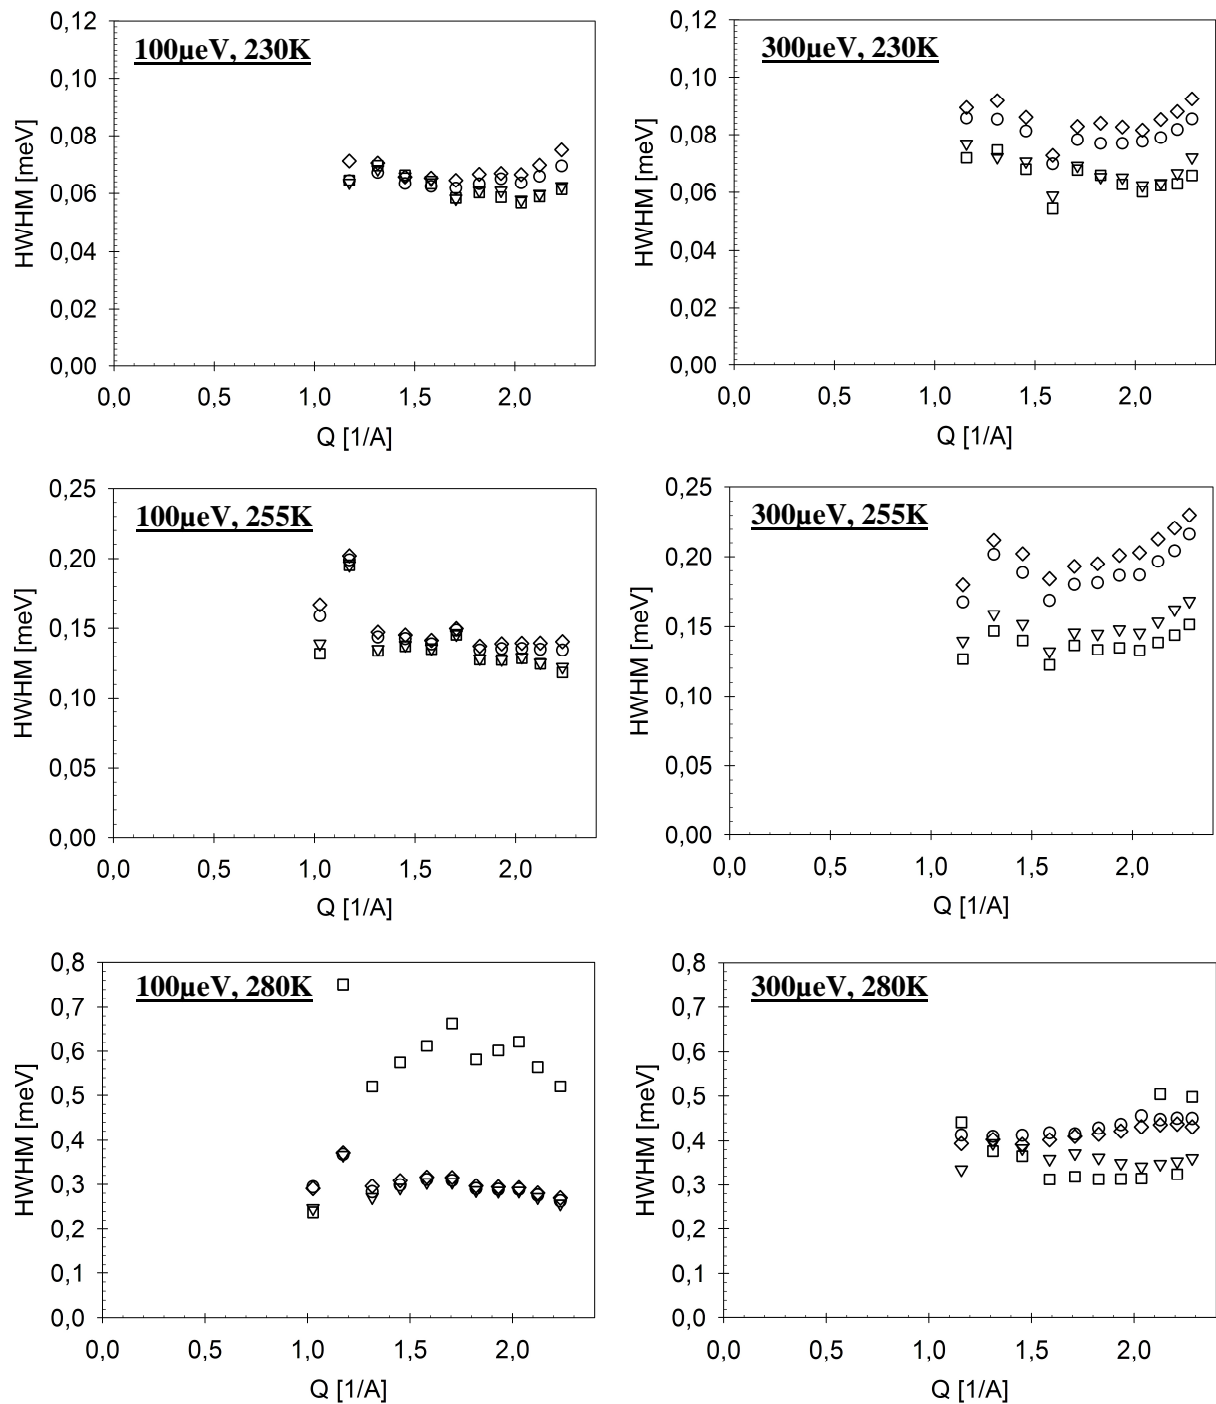 100µeV, 230K
HWHM [meV]
0,12
0,10
0,08
0,06
0,04
0,02
0,00
0,0 0,5 1,0 1,5 2,0
Q [1/A]
300µeV, 230K
HWHM [meV]
0,12
0,10
0,08
0,06
0,04
0,02
0,00
0,0 0,5 1,0 1,5 2,0
Q [1/A]
100µeV, 255K
HWHM [meV]
0,25
0,20
0,15
0,10
0,05
0,00
0,0 0,5 1,0 1,5 2,0
Q [1/A]
300µeV, 255K
HWHM [meV]
0,25
0,20
0,15
0,10
0,05
0,00
0,0 0,5 1,0 1,5 2,0
Q [1/A]
100µeV, 280K
HWHM [meV]
0,8
0,7
0,6
0,5
0,4
0,3
0,2
0,1
0,0
0,0 0,5 1,0 1,5 2,0
Q [1/A]
300µeV, 280K
HWHM [meV]
0,8
0,7
0,6
0,5
0,4
0,3
0,2
0,1
0,0
0,0 0,5 1,0 1,5 2,0
Q [1/A]